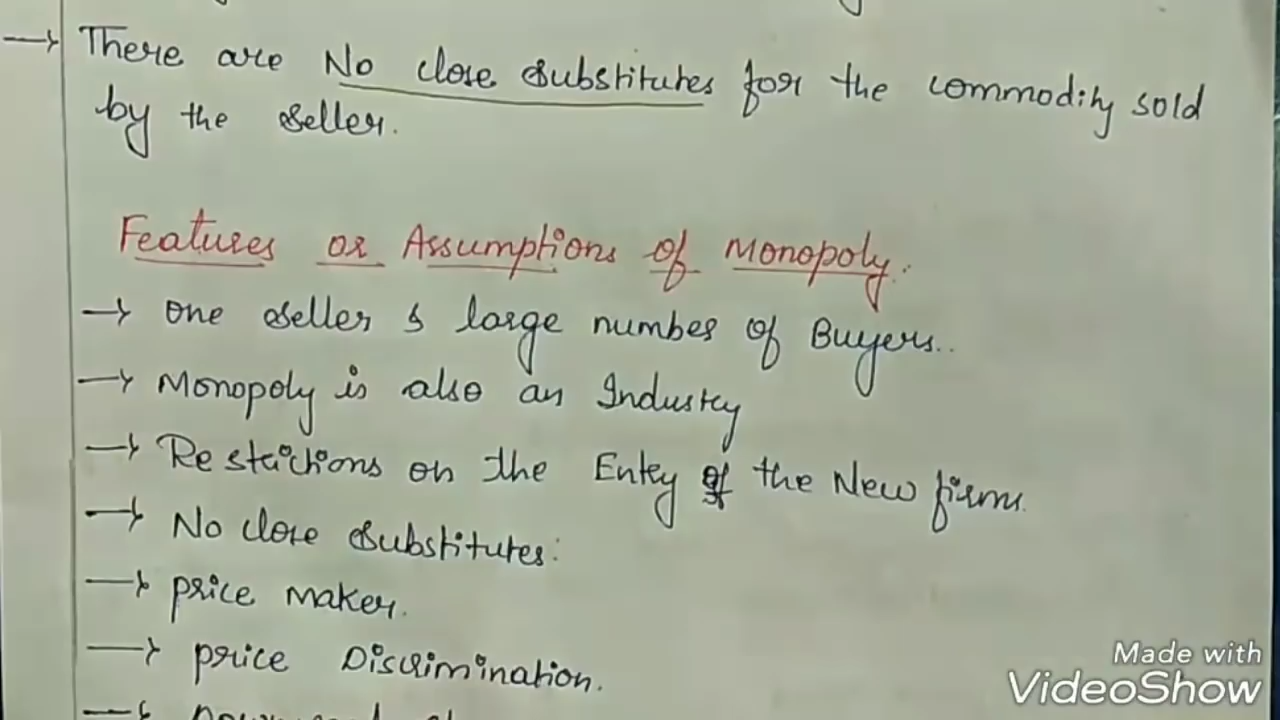 → There are No close substitutes for the commodity sold
by the seller.
Features or Assumptions of Monopoly.
→ one seller & large number of Buyers..
→ Monopoly is also an Industry
→ Restrictions on the Entry of the New firms.
→ No close substitutes:
→ price maker.
→ price Discrimination.
Made with
VideoShow